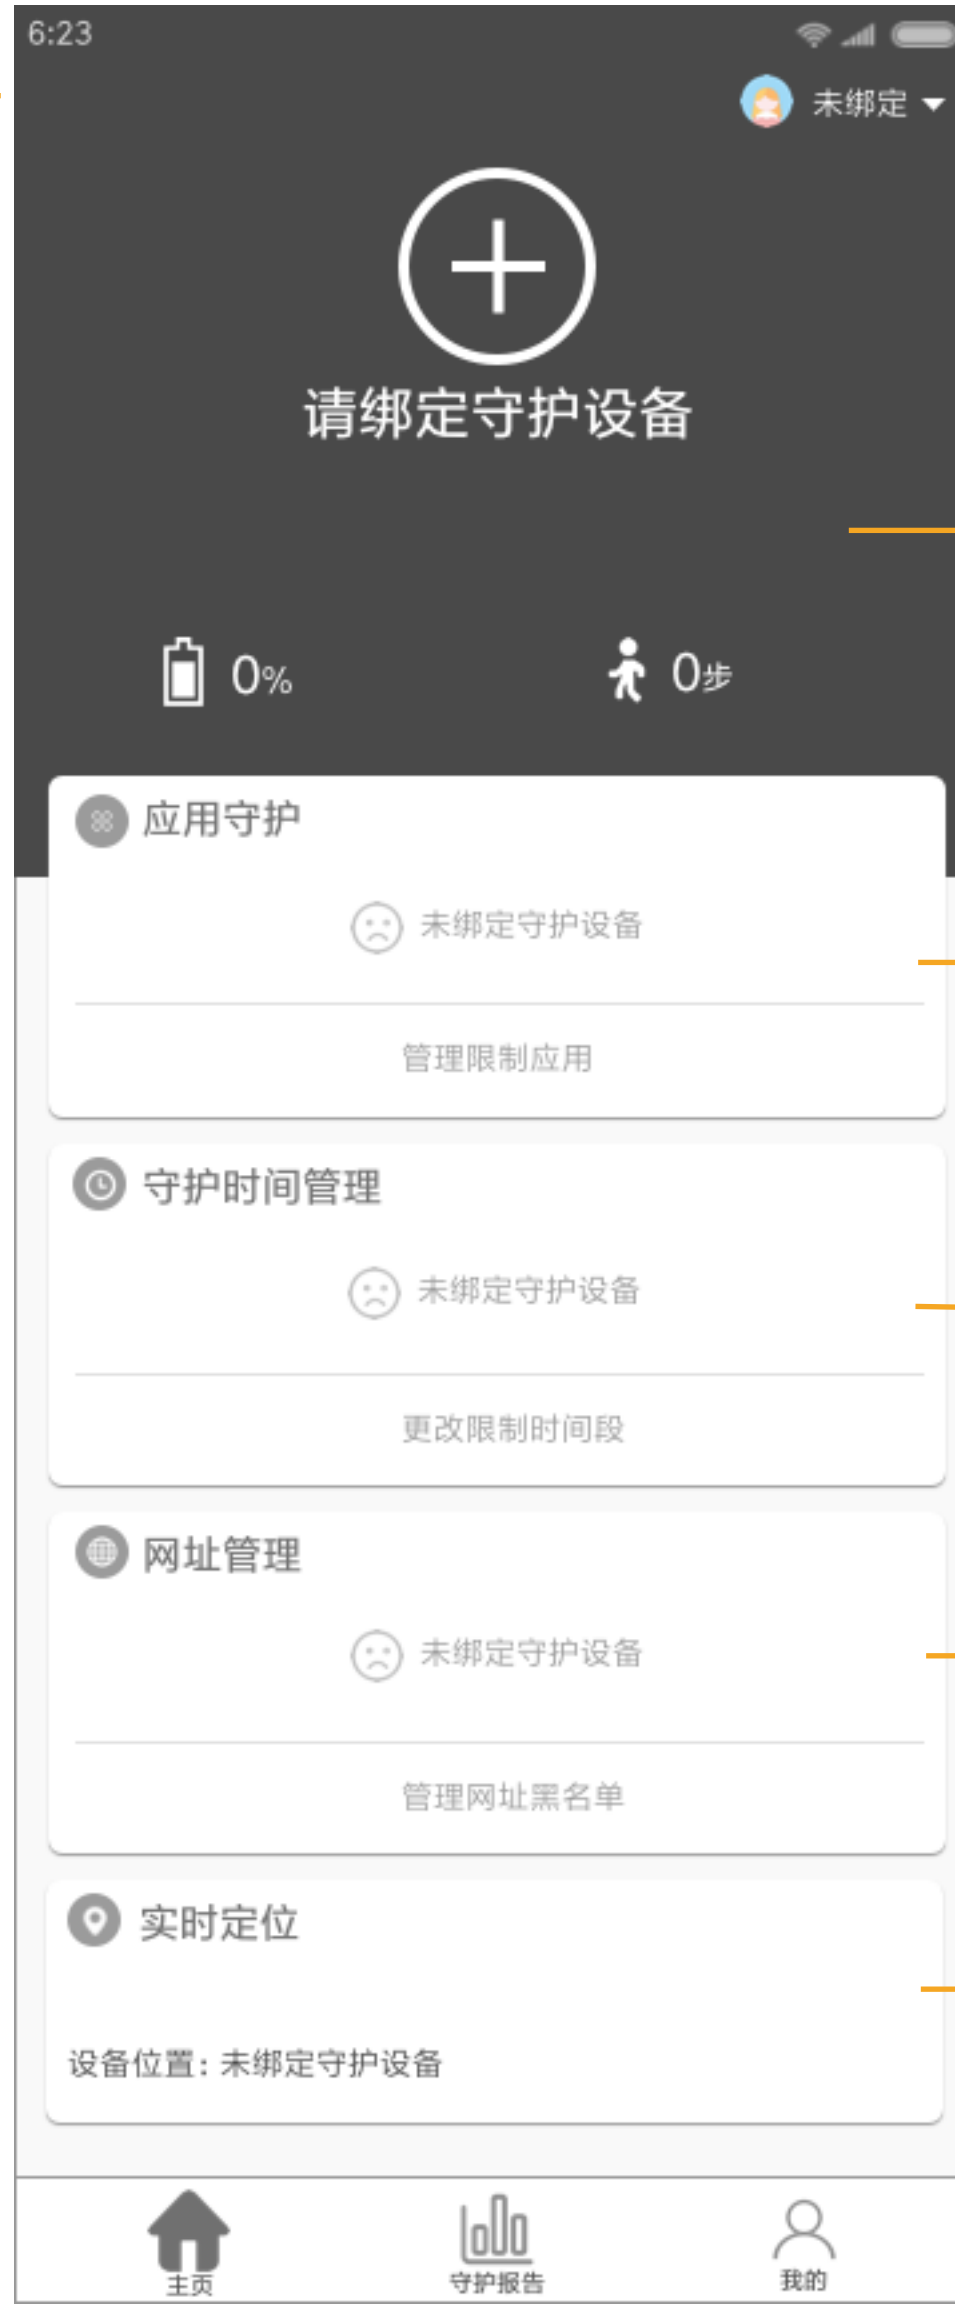 6:23
未绑定
请绑定守护设备
0%
0步
应用守护
未绑定守护设备
管理限制应用
守护时间管理
未绑定守护设备
更改限制时间段
网址管理
未绑定守护设备
管理网址黑名单
实时定位
设备位置：未绑定守护设备
主页
守护报告
我的